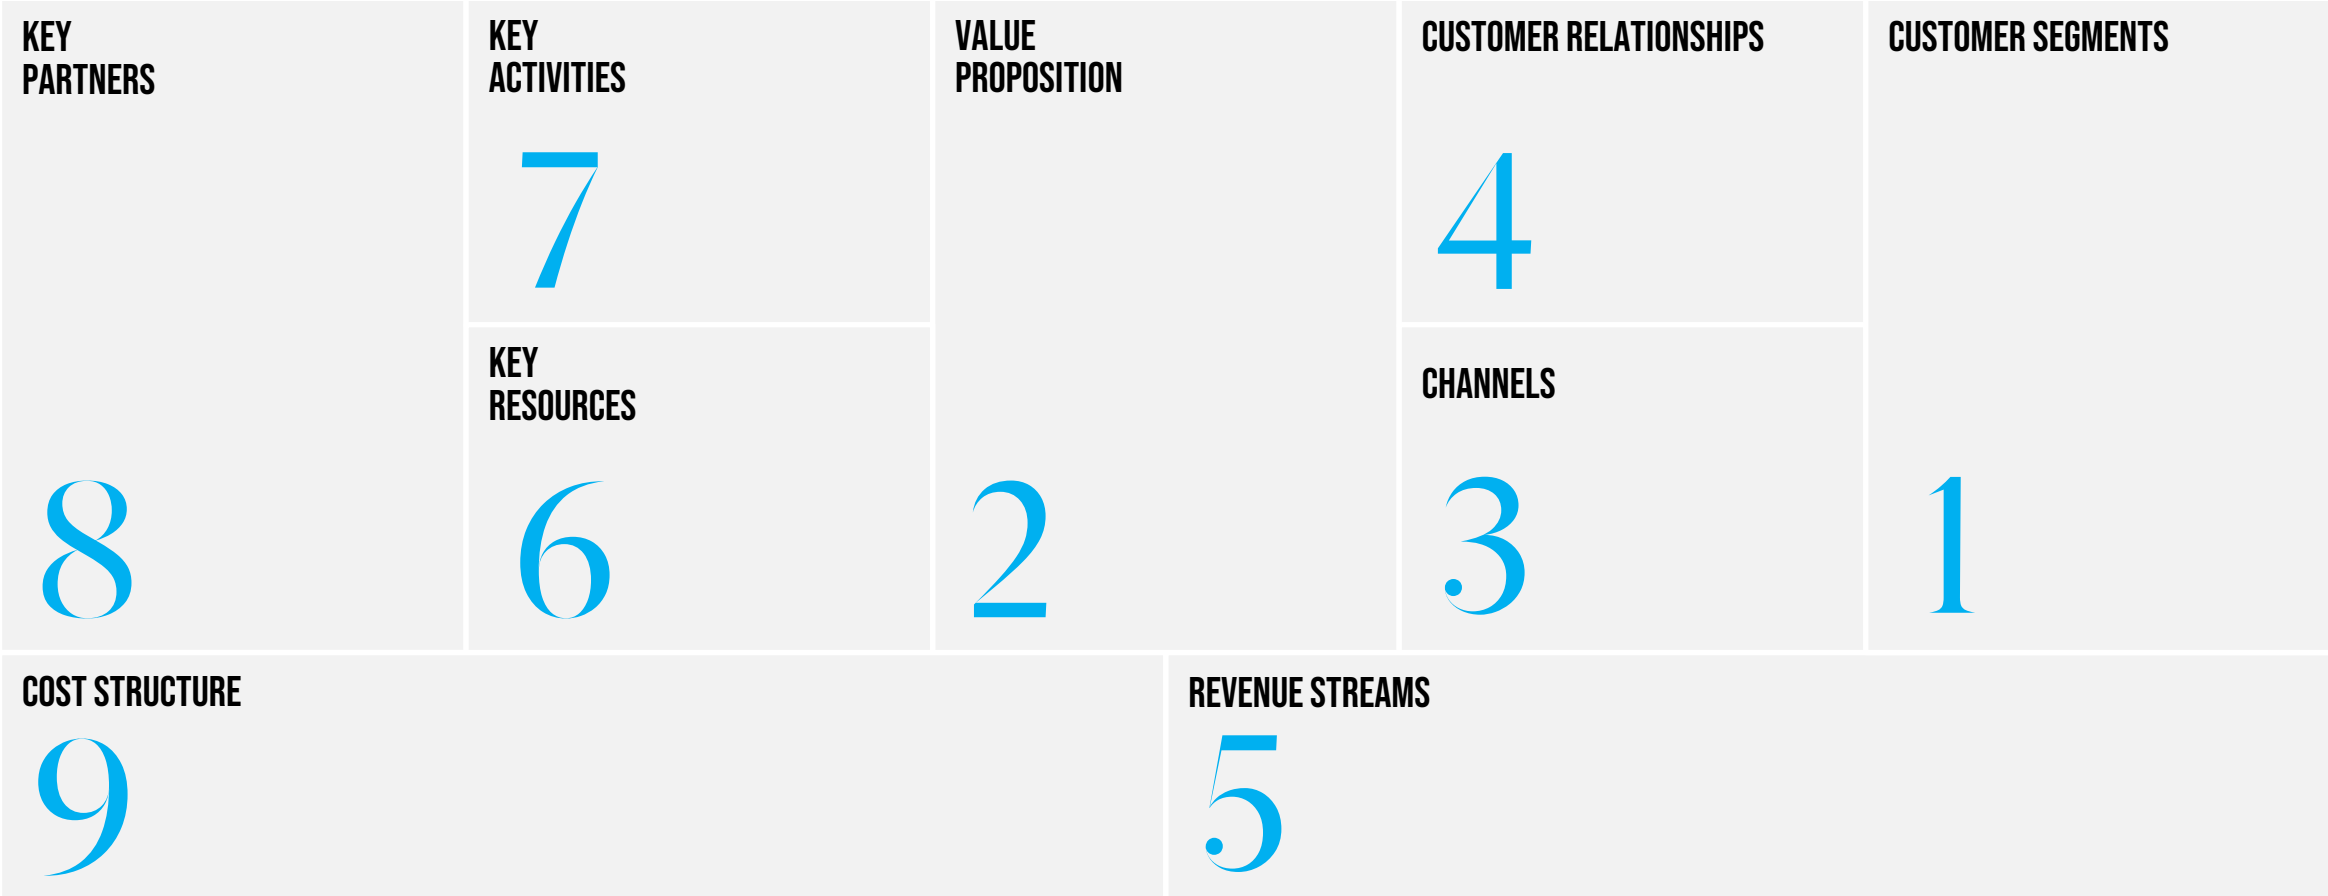 KEY
PARTNERS
8
KEY
ACTIVITIES
7
KEY
RESOURCES
6
VALUE
PROPOSITION
2
CUSTOMER RELATIONSHIPS
4
CHANNELS
3
CUSTOMER SEGMENTS
1
COST STRUCTURE
9
REVENUE STREAMS
5